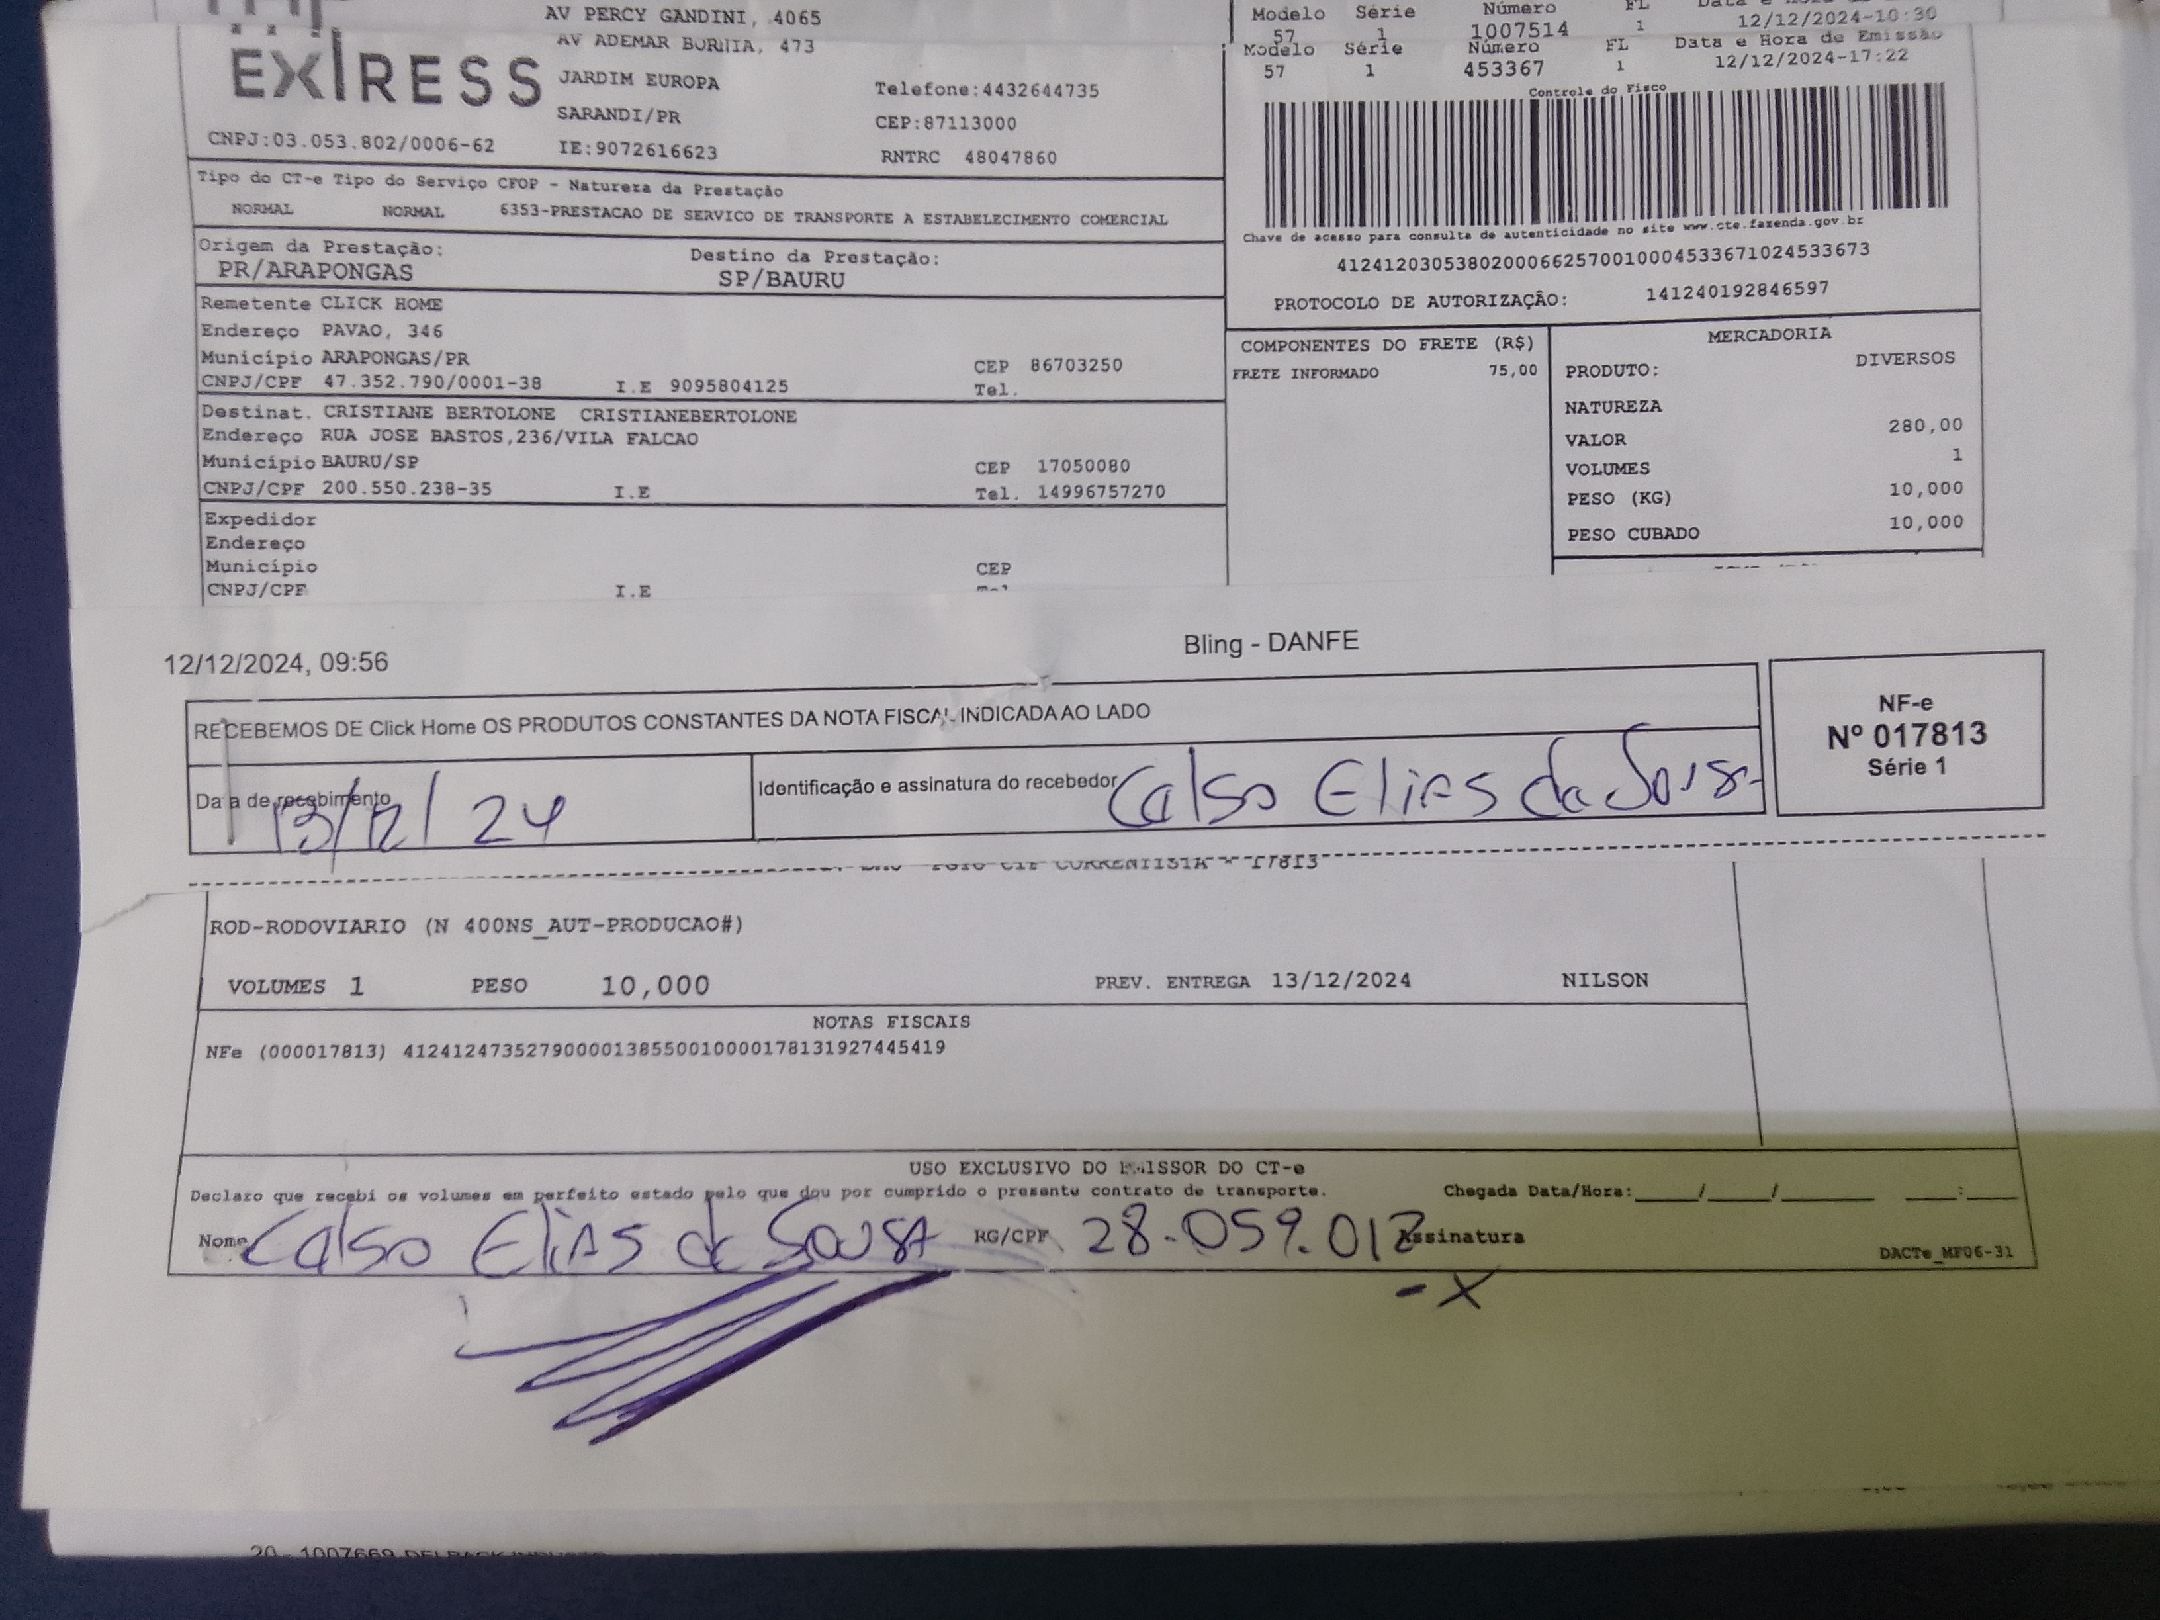 AV PERCY GANDINI, 4065
Modelo Série Número FL
57 1 1007514 1 12/12/2024-10:30
AV ADEMAR BORNIA, 473
Modelo Série Número FL Data e Hora de Emissão
57 1 453367 1 12/12/2024-17:22
EXPRESS
JARDIM EUROPA
Telefone:4432644735
Controle do Fisco
SARANDI/PR
CEP:87113000
CNPJ:03.053.802/0006-62
IE:9072616623
RNTRC 48047860
Tipo do CT-e Tipo do Serviço CFOP - Natureza da Prestação
NORMAL NORMAL 6353-PRESTACAO DE SERVICO DE TRANSPORTE A ESTABELECIMENTO COMERCIAL
Chave de acesso para consulta de autenticidade no site www.cte.fazenda.gov.br
41241203053802000662570010004533671024533673
PROTOCOLO DE AUTORIZAÇÃO: 141240192846597
Origem da Prestação: Destino da Prestação:
PR/ARAPONGAS SP/BAURU
Remetente CLICK HOME
Endereço PAVAO, 346
Município ARAPONGAS/PR CEP 86703250
CNPJ/CPF 47.352.790/0001-38 I.E 9095804125 Tel.
Destinat. CRISTIANE BERTOLONE CRISTIANEBERTOLONE
Endereço RUA JOSE BASTOS,236/VILA FALCAO
Município BAURU/SP CEP 17050080
CNPJ/CPF 200.550.238-35 I.E Tel. 14996757270
Expedidor
Endereço
Município CEP
CNPJ/CPF I.E
COMPONENTES DO FRETE (R$)
FRETE INFORMADO 75,00
MERCADORIA
PRODUTO: DIVERSOS
NATUREZA
VALOR 280,00
VOLUMES 1
PESO (KG) 10,000
PESO CUBADO 10,000
12/12/2024, 09:56 Bling - DANFE
RECEBEMOS DE Click Home OS PRODUTOS CONSTANTES DA NOTA FISCAL INDICADA AO LADO
Data de recebimento 13/12/24
Identificação e assinatura do recebedor Calso Elias da Sousa
NF-e
Nº 017813
Série 1
CIF CORRENTISTA - 17813
ROD-RODOVIARIO (N 400NS_AUT-PRODUCAO#)
VOLUMES 1 PESO 10,000 PREV. ENTREGA 13/12/2024 NILSON
NOTAS FISCAIS
NFe (000017813) 41241247352790000138550010000178131927445419
USO EXCLUSIVO DO EMISSOR DO CT-e
Declaro que recebi os volumes em perfeito estado pelo que dou por cumprido o presente contrato de transporte. Chegada Data/Hora:____/____/______ ____:____
Nome Calso Elias de Sousa RG/CPF 28.059.012 Assinatura
-X
DACTe_MF06-31